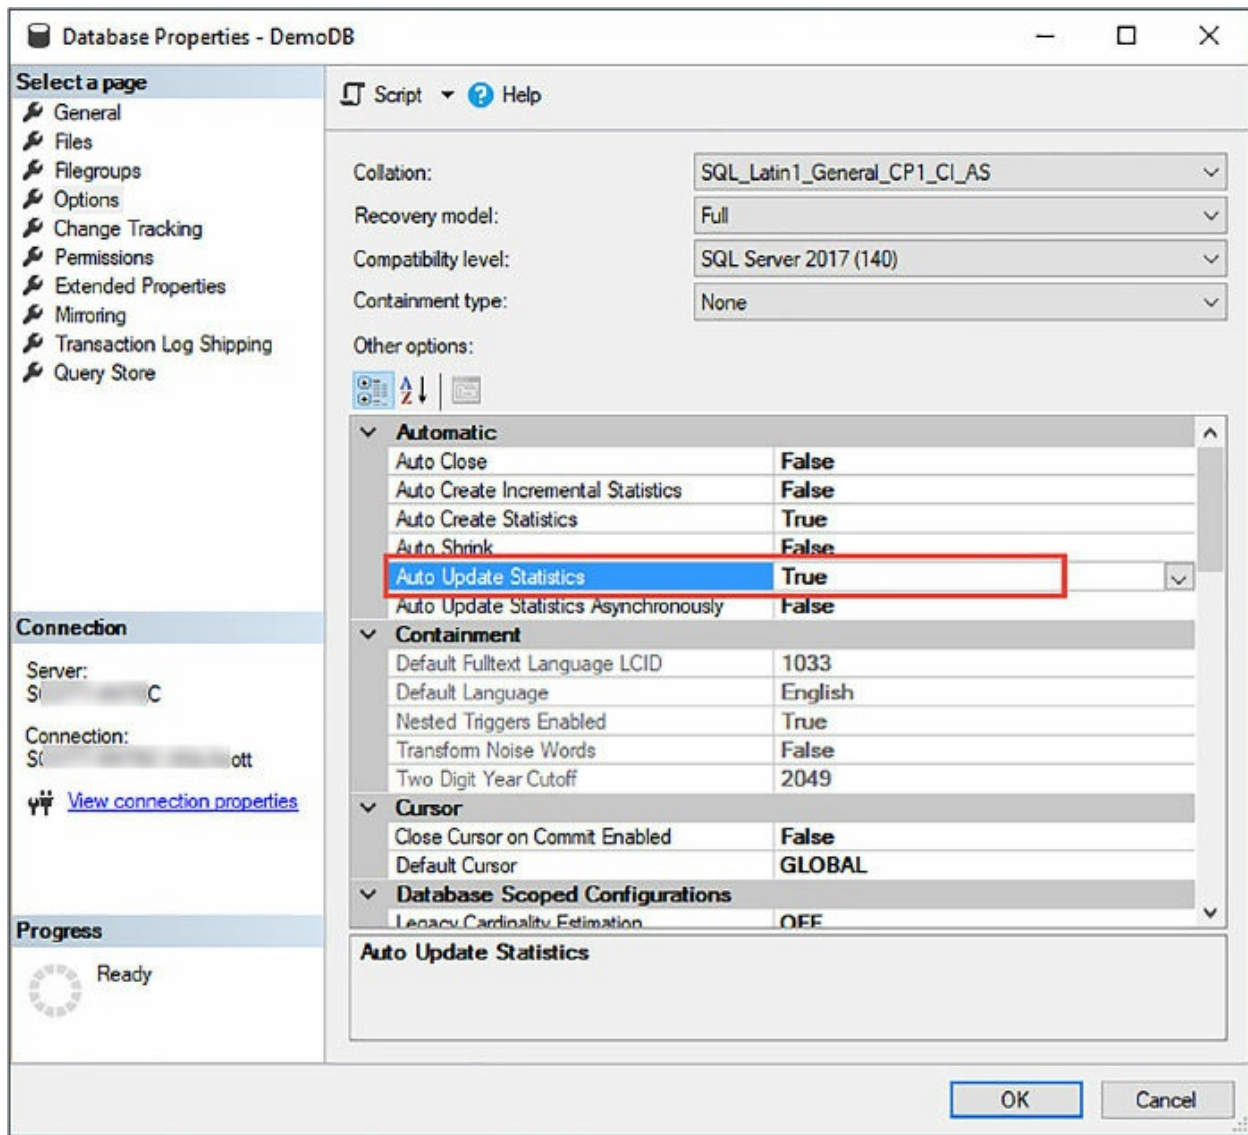 Database Properties - DemoDB
Select a page
General
Files
Filegroups
Options
Change Tracking
Permissions
Extended Properties
Mirroring
Transaction Log Shipping
Query Store
Connection
Server:
S C
Connection:
S ott
View connection properties
Progress
Ready
Script Help
Collation: SQL_Latin1_General_CP1_CI_AS
Recovery model: Full
Compatibility level: SQL Server 2017 (140)
Containment type: None
Other options:
Automatic
Auto Close False
Auto Create Incremental Statistics False
Auto Create Statistics True
Auto Shrink False
Auto Update Statistics True
Auto Update Statistics Asynchronously False
Containment
Default Fulltext Language LCID 1033
Default Language English
Nested Triggers Enabled True
Transform Noise Words False
Two Digit Year Cutoff 2049
Cursor
Close Cursor on Commit Enabled False
Default Cursor GLOBAL
Database Scoped Configurations
Legacy Cardinality Estimation OFF
Auto Update Statistics
OK Cancel